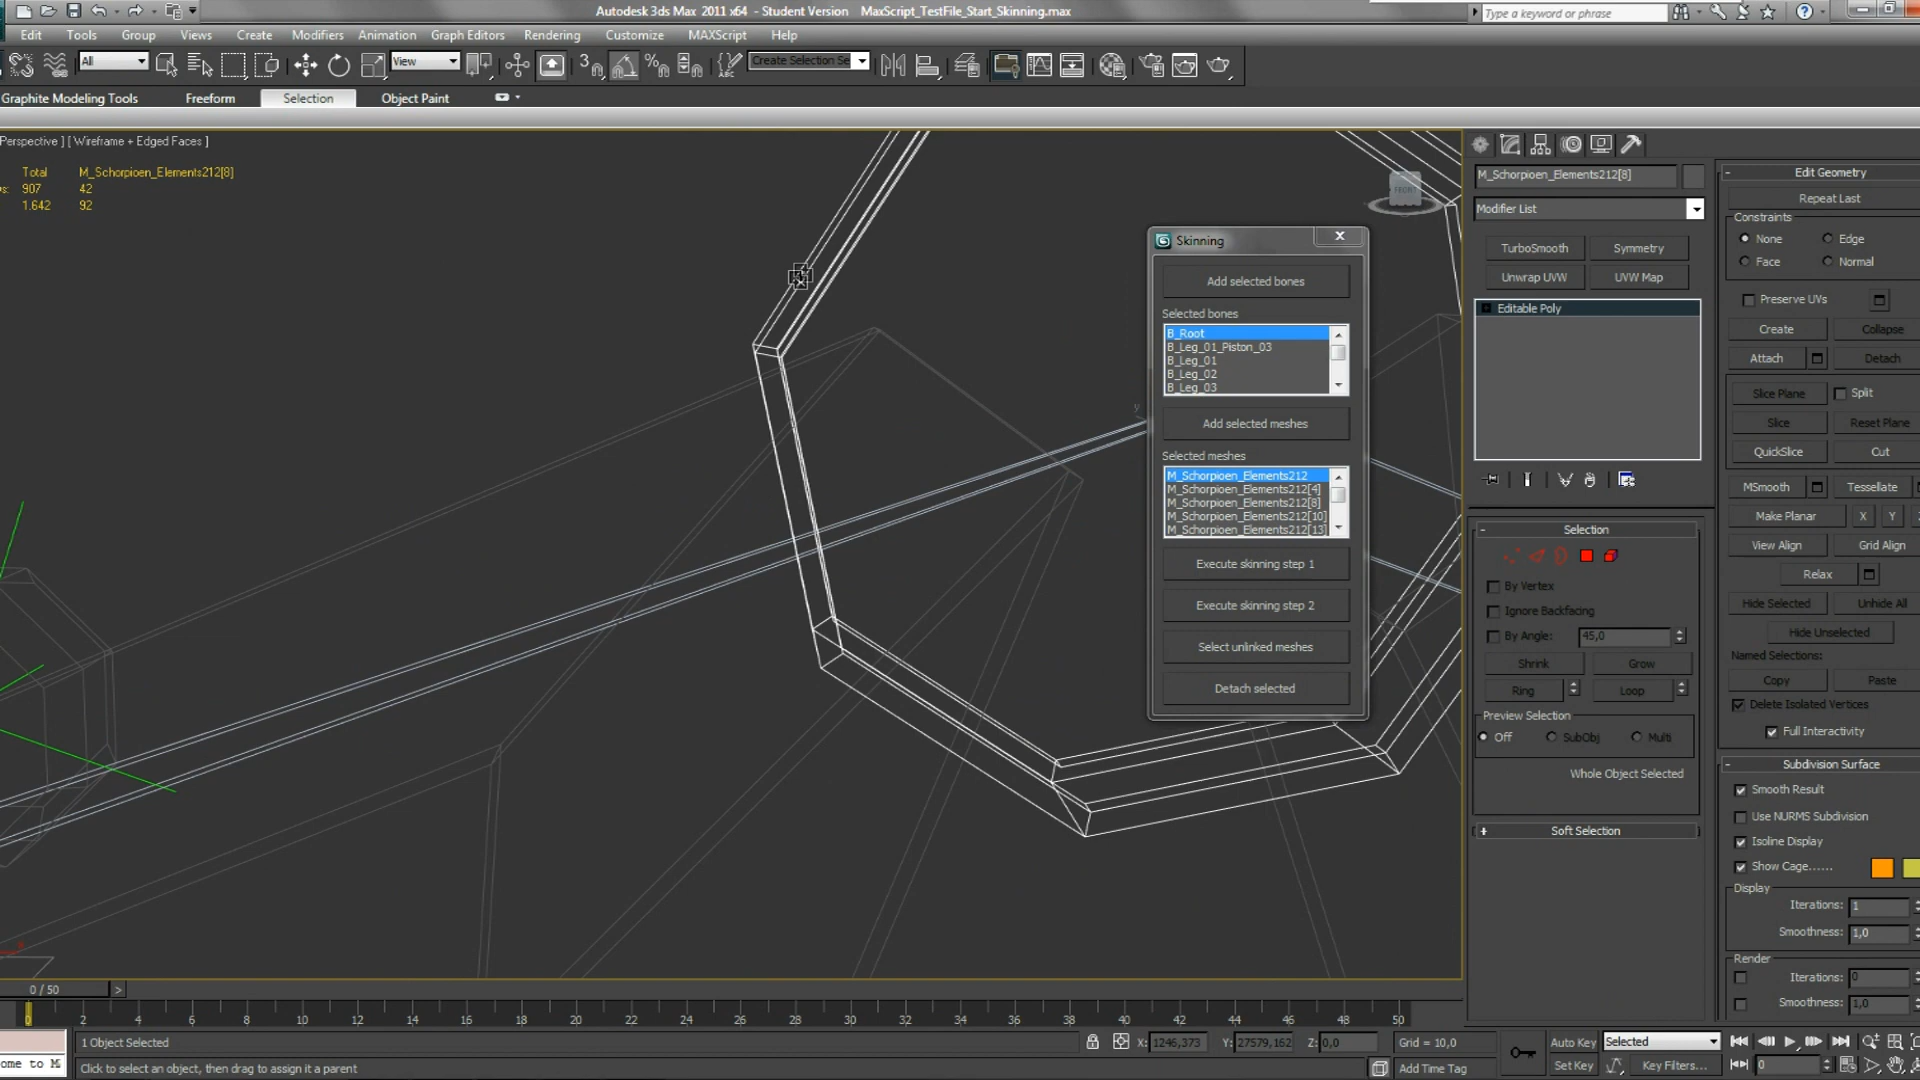 Autodesk 3ds Max 2011 x64 - Student Version MaxScript_TestFile_Start_Skinning.max
Type a keyword or phrase
Edit Tools Group Views Create Modifiers Animation Graph Editors Rendering Customize MAXScript Help
All
View
3
Create Selection Se
Graphite Modeling Tools Freeform Selection Object Paint
Perspective ] [ Wireframe + Edged Faces ]
Total M_Schorpioen_Elements212[8]
s: 907 42
1.642 92
FRONT
y
x
Skinning
Add selected bones
Selected bones
B_Root
B_Leg_01_Piston_03
B_Leg_01
B_Leg_02
B_Leg_03
Add selected meshes
Selected meshes
M_Schorpioen_Elements212
M_Schorpioen_Elements212[4]
M_Schorpioen_Elements212[8]
M_Schorpioen_Elements212[10]
M_Schorpioen_Elements212[13]
Execute skinning step 1
Execute skinning step 2
Select unlinked meshes
Detach selected
M_Schorpioen_Elements212[8]
Modifier List
TurboSmooth Symmetry
Unwrap UVW UVW Map
Editable Poly
Selection
By Vertex
Ignore Backfacing
By Angle: 45,0
Shrink Grow
Ring Loop
Preview Selection
Off SubObj Multi
Whole Object Selected
Soft Selection
Edit Geometry
Repeat Last
Constraints
None Edge
Face Normal
Preserve UVs
Create Collapse
Attach Detach
Slice Plane Split
Slice Reset Plane
QuickSlice Cut
MSmooth Tessellate
Make Planar X Y
View Align Grid Align
Relax
Hide Selected Unhide All
Hide Unselected
Named Selections:
Copy Paste
Delete Isolated Vertices
Full Interactivity
Subdivision Surface
Smooth Result
Use NURMS Subdivision
Isoline Display
Show Cage......
Display
Iterations: 1
Smoothness: 1,0
Render
Iterations: 0
Smoothness: 1,0
0 / 50 >
0 2 4 6 8 10 12 14 16 18 20 22 24 26 28 30 32 34 36 38 40 42 44 46 48 50
ome to M
1 Object Selected
X: 1246,373 Y: 27579,162 Z: 0,0 Grid = 10,0
Auto Key Selected
Click to select an object, then drag to assign it a parent
Add Time Tag
Set Key Key Filters... 0